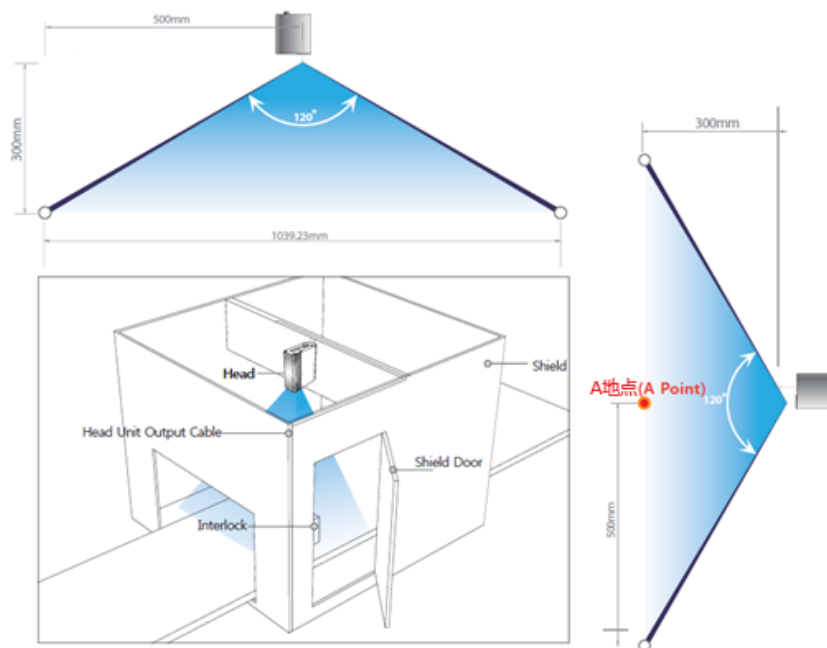 500mm
300mm
120°
1039.23mm
300mm
A地点(A Point)
120°
500mm
Head
Shield
Head Unit Output Cable
Shield Door
Interlock